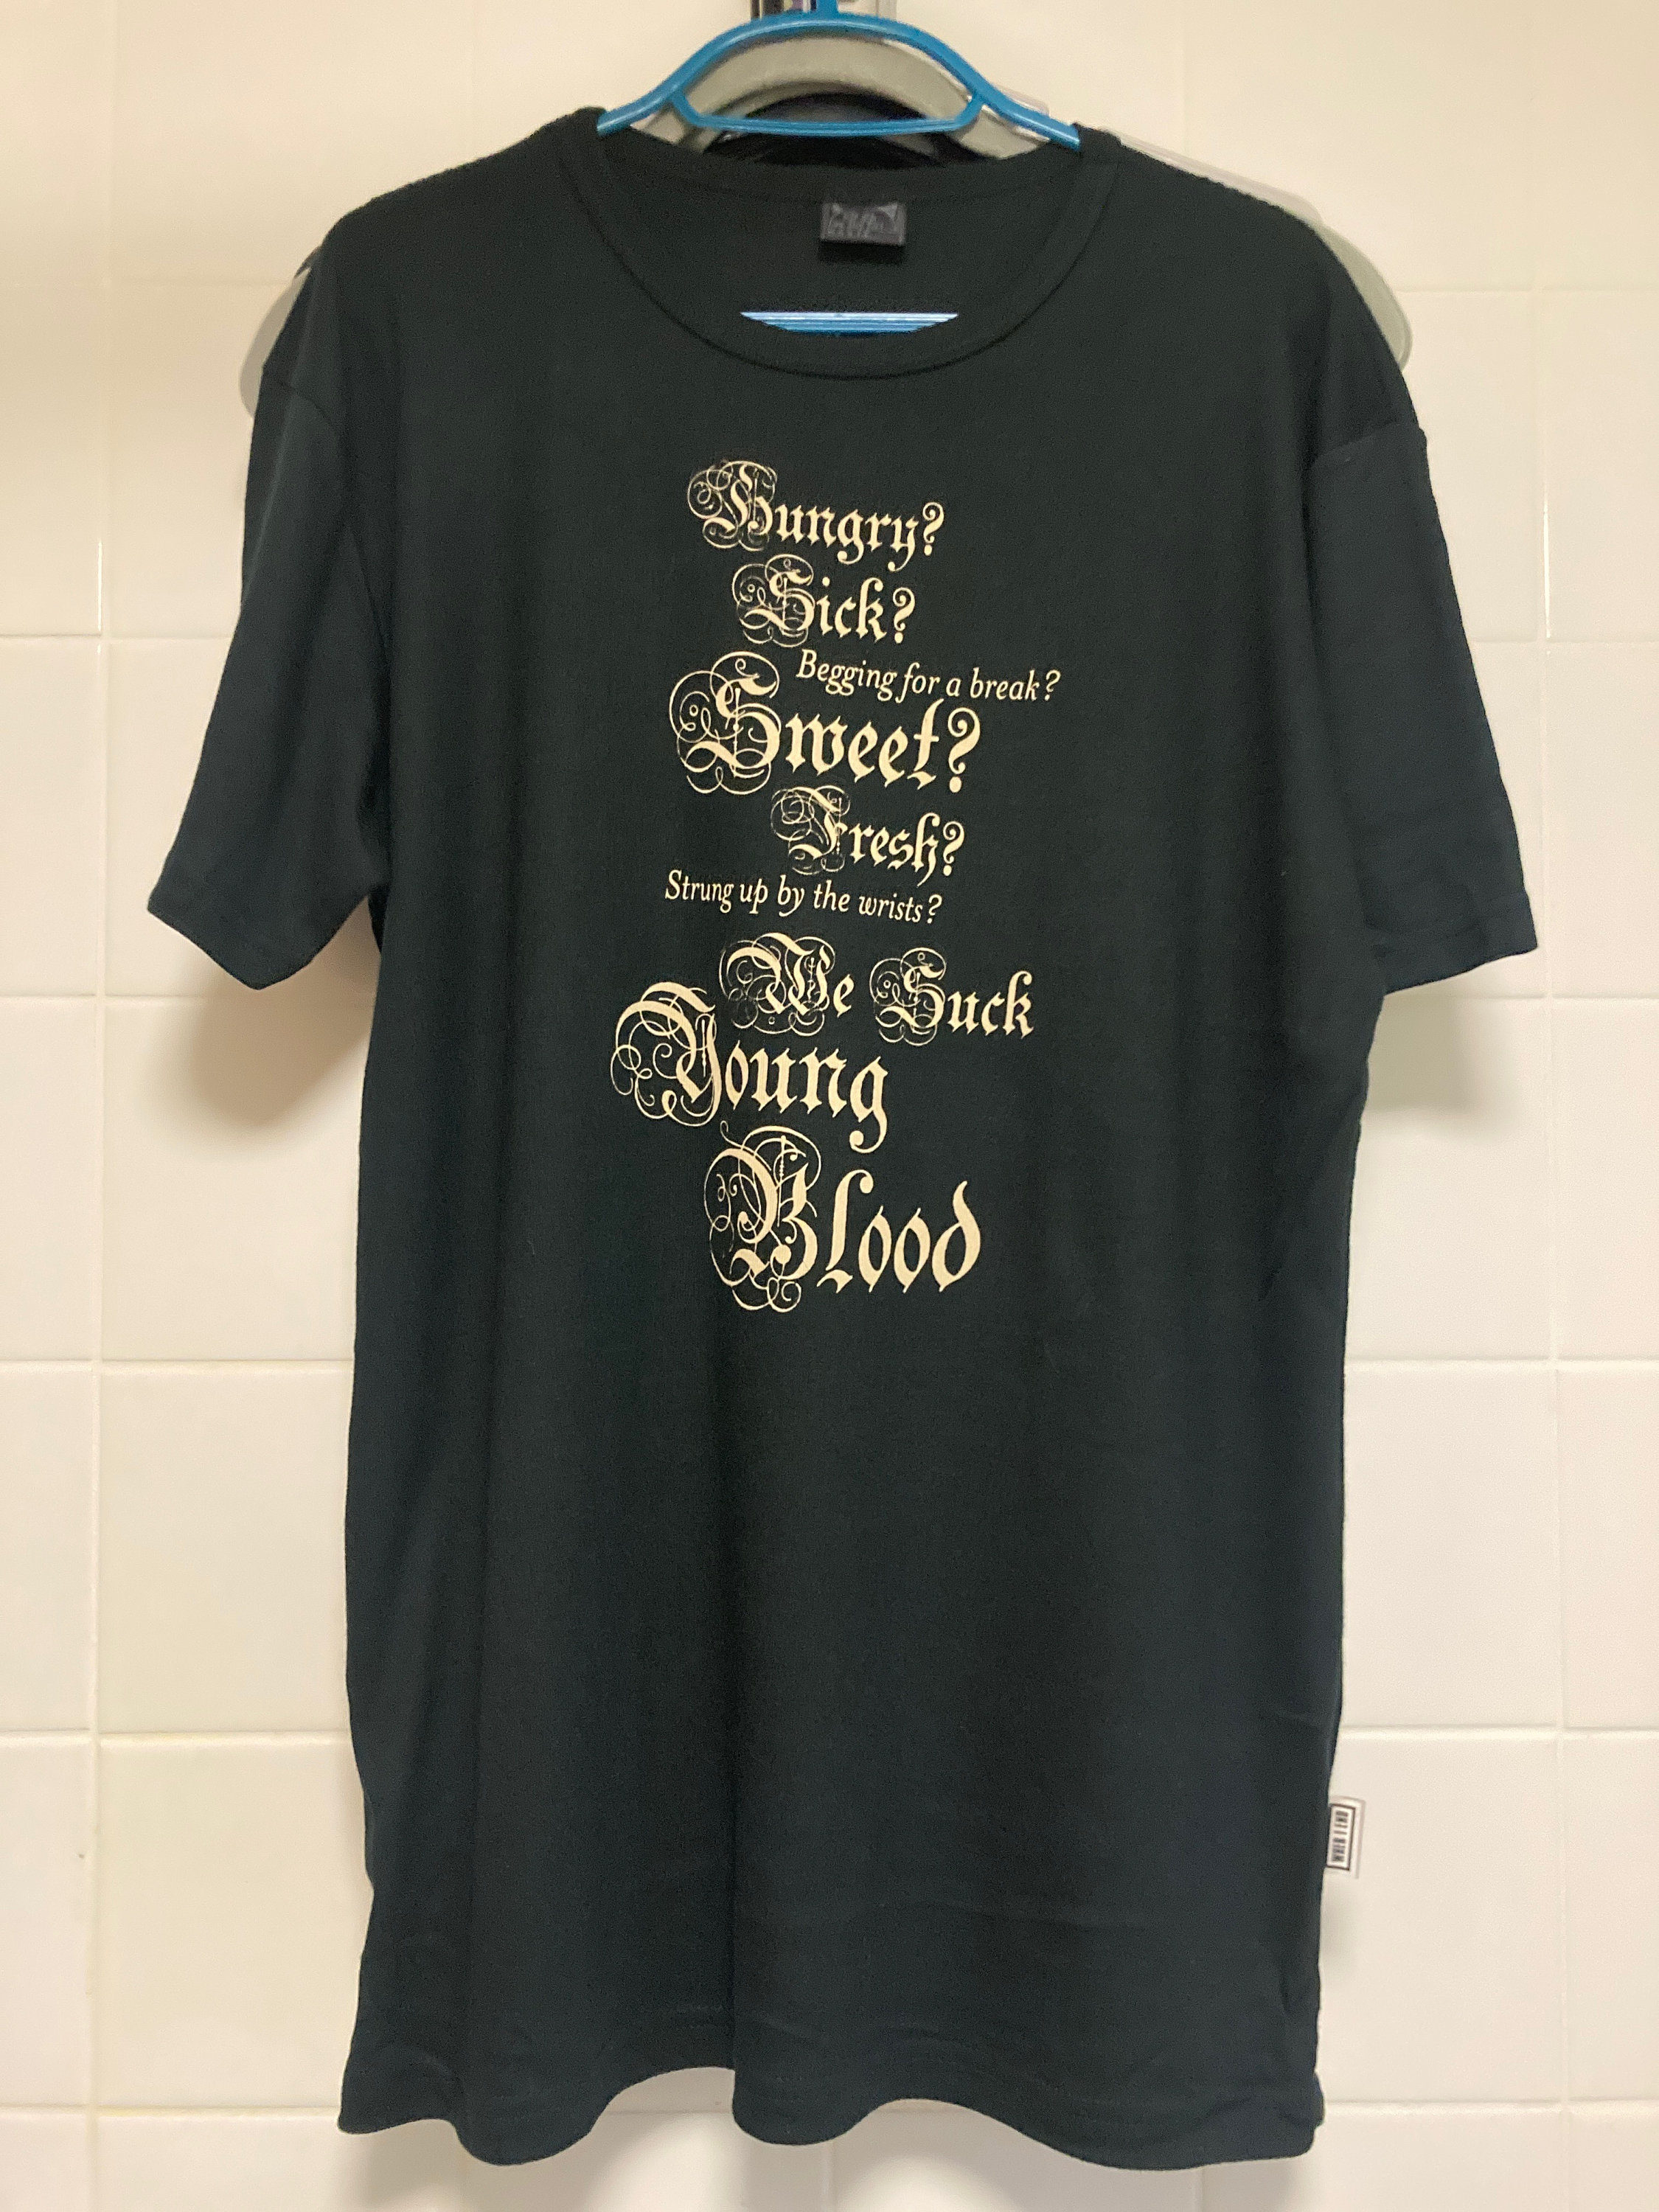 Hungry?
Sick?
Begging for a break?
Sweet?
Fresh?
Strung up by the wrists?
We Suck
Young
Blood